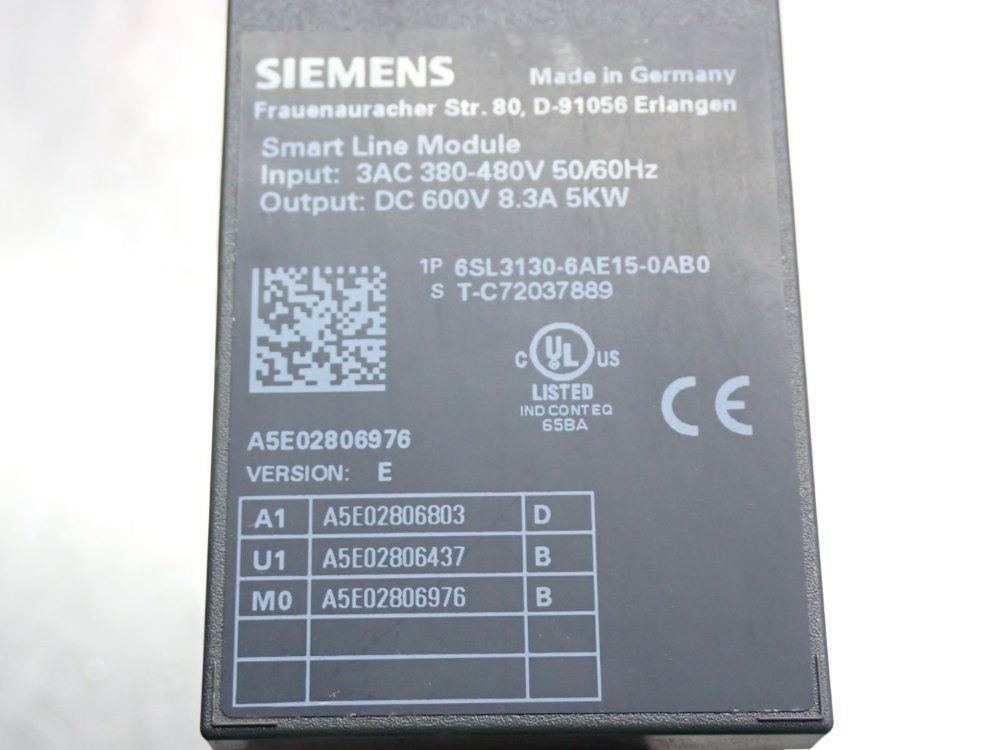 SIEMENS Made in Germany
Frauenauracher Str. 80, D-91056 Erlangen
Smart Line Module
Input: 3AC 380-480V 50/60Hz
Output: DC 600V 8.3A 5KW
1P 6SL3130-6AE15-0AB0
S T-C72037889
C UL US
LISTED
IND CONT EQ
65BA
CE
A5E02806976
VERSION: E
A1 A5E02806803 D
U1 A5E02806437 B
M0 A5E02806976 B